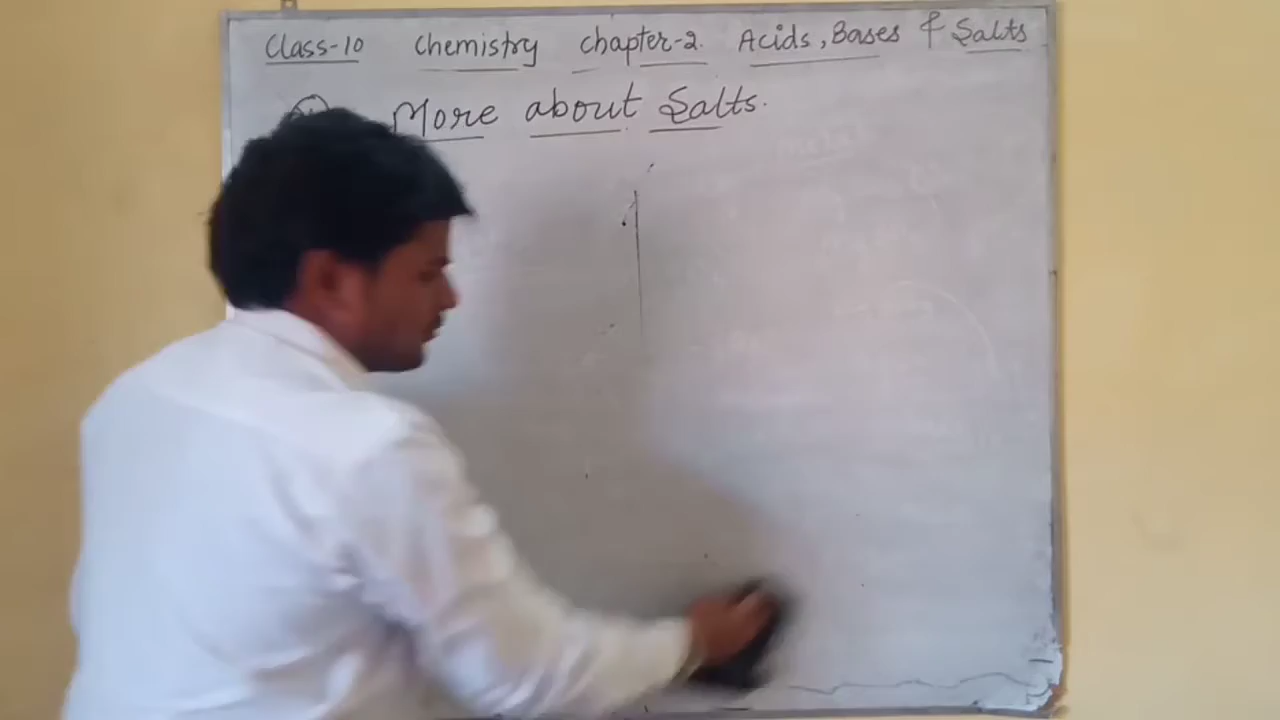 Class-10 Chemistry Chapter-2. Acids, Bases & Salts
More about Salts.